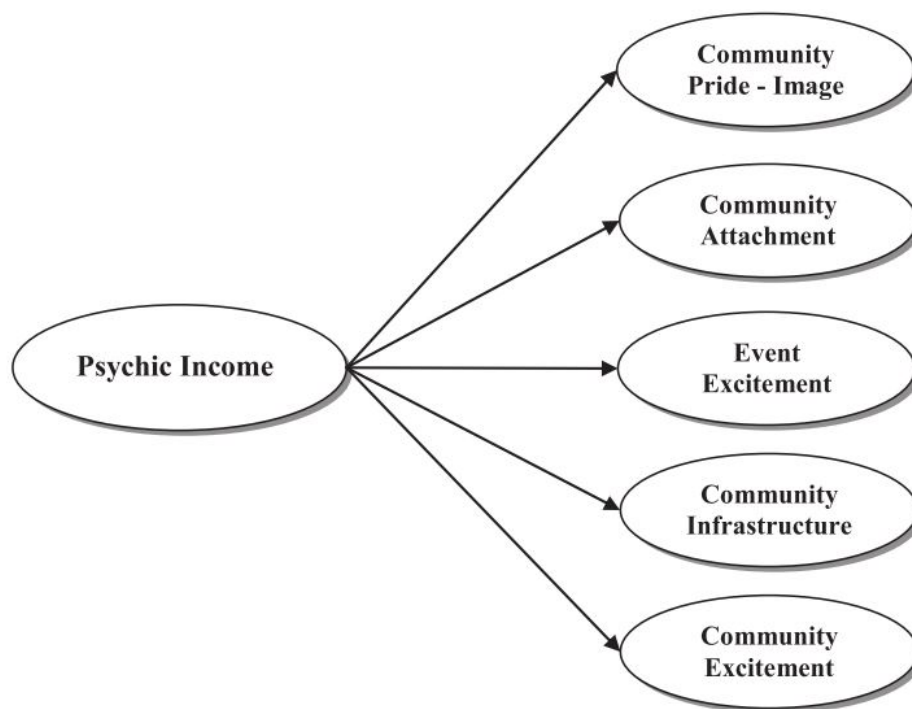 Community
Pride - Image
Community
Attachment
Psychic Income
Event
Excitement
Community
Infrastructure
Community
Excitement